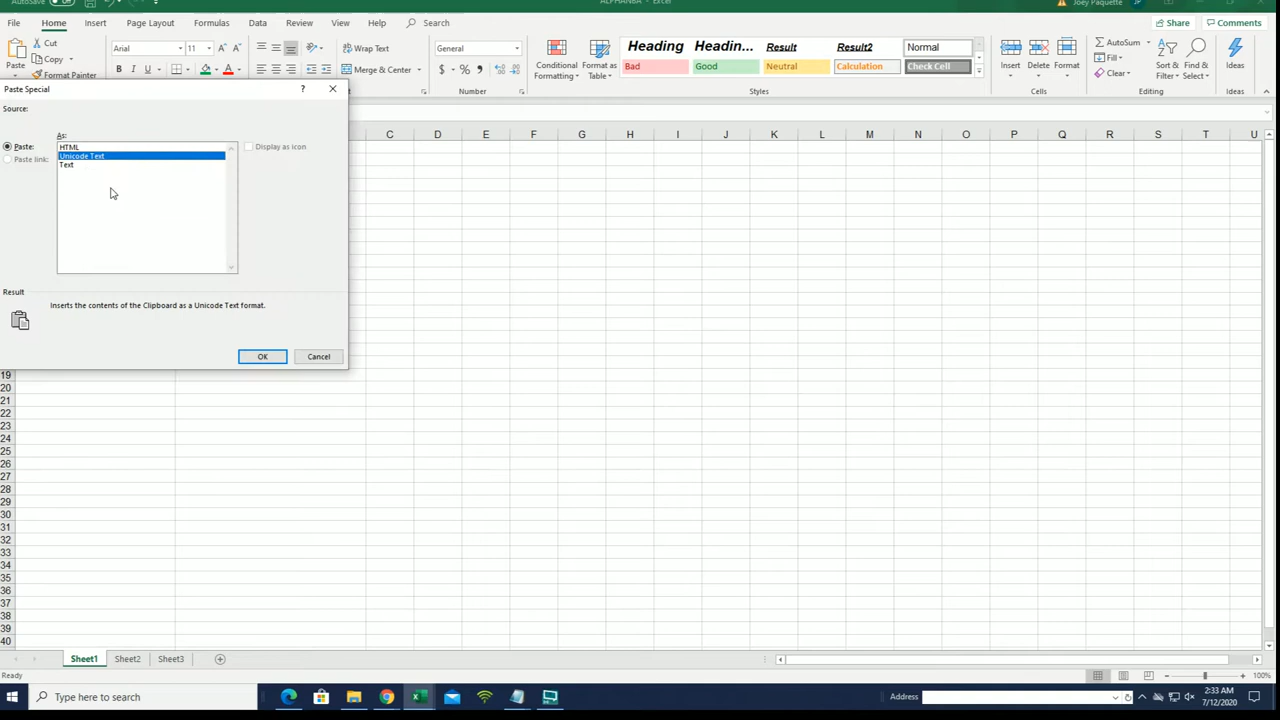 AutoSave Off
ALPHAN8A - Excel
Joey Paquette JP
File Home Insert Page Layout Formulas Data Review View Help Search Share Comments
Paste Cut Copy Format Painter
Arial 11 Wrap Text General
B I U Merge & Center $ % ,
Conditional Formatting Format as Table
Heading Headin... Result Result2 Normal
Bad Good Neutral Calculation Check Cell
Insert Delete Format
AutoSum Fill Clear
Sort & Filter Find & Select Ideas
Number Styles Cells Editing Ideas
Paste Special ?
Source:
As:
Paste: HTML Display as icon
Paste link: Unicode Text
Text
Result
Inserts the contents of the Clipboard as a Unicode Text format.
OK Cancel
C D E F G H I J K L M N O P Q R S T U
19
20
21
22
23
24
25
26
27
28
29
30
31
32
33
34
35
36
37
38
39
40
Sheet1 Sheet2 Sheet3
Ready 100%
Type here to search Address 2:33 AM
7/12/2020